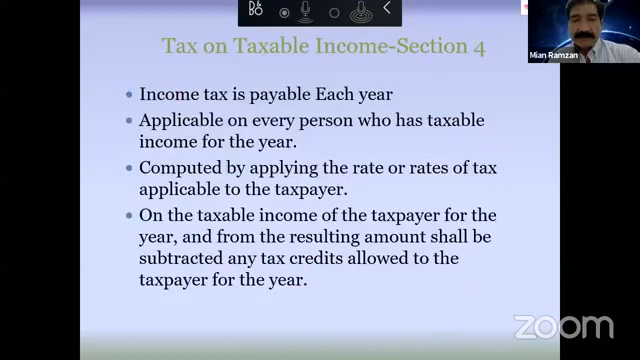 B&
DO
Mian Ramzan
Tax on Taxable Income-Section 4
• Income tax is payable Each year
• Applicable on every person who has taxable
income for the year.
• Computed by applying the rate or rates of tax
applicable to the taxpayer.
• On the taxable income of the taxpayer for the
year, and from the resulting amount shall be
subtracted any tax credits allowed to the
taxpayer for the year.
zoom